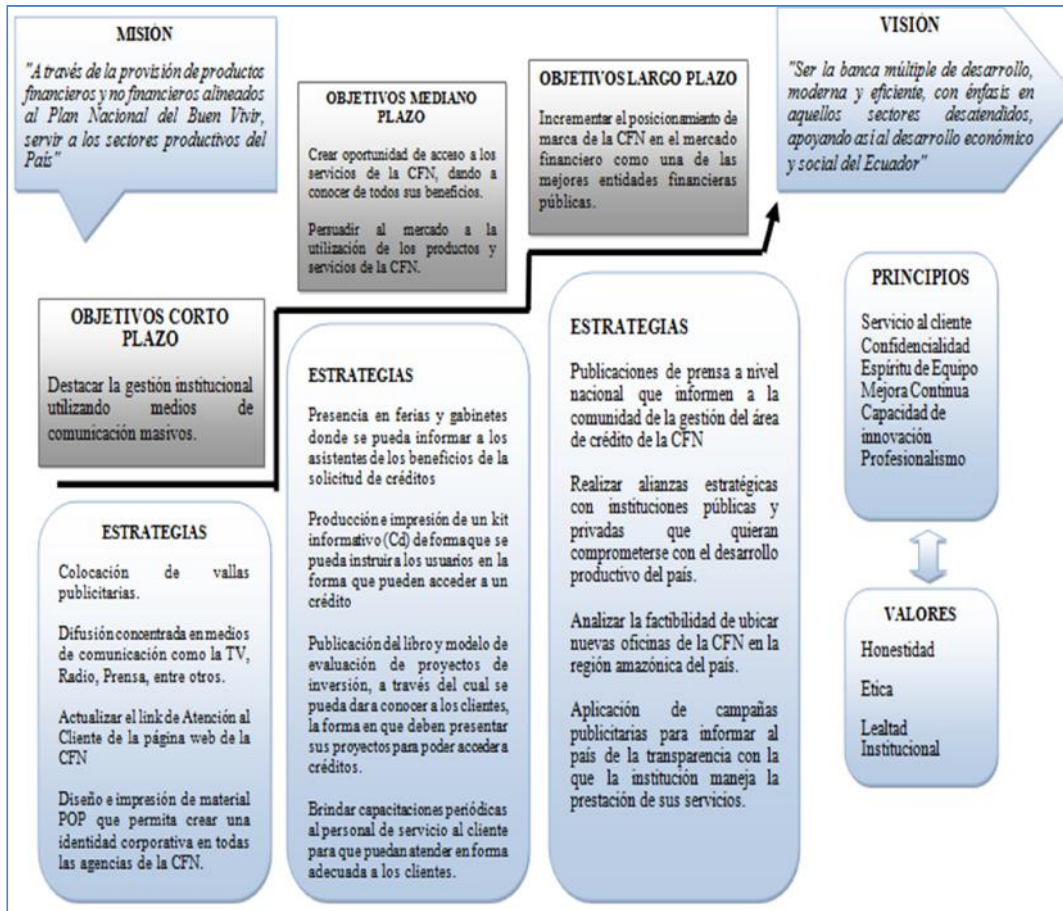 MISIÓN
"A través de la provisión de productos
financieros y no financieros alineados
al Plan Nacional del Buen Vivir,
servir a los sectores productivos del
País"
OBJETIVOS MEDIANO
PLAZO
Crear oportunidad de acceso a los
servicios de la CFN, dando a
conocer de todos sus beneficios.
Persuadir al mercado a la
utilización de los productos y
servicios de la CFN.
OBJETIVOS LARGO PLAZO
Incrementar el posicionamiento de
marca de la CFN en el mercado
financiero como una de las
mejores entidades financieras
públicas.
VISIÓN
"Ser la banca múltiple de desarrollo,
moderna y eficiente, con énfasis en
aquellos sectores desatendidos,
apoyando así al desarrollo económico
y social del Ecuador"
OBJETIVOS CORTO
PLAZO
Destacar la gestión institucional
utilizando medios de
comunicación masivos.
ESTRATEGIAS
Colocación de vallas
publicitarias.
Difusión concentrada en medios
de comunicación como la TV,
Radio, Prensa, entre otros.
Actualizar el link de Atención al
Cliente de la página web de la
CFN
Diseño e impresión de material
POP que permita crear una
identidad corporativa en todas
las agencias de la CFN.
ESTRATEGIAS
Presencia en ferias y gabinetes
donde se pueda informar a los
asistentes de los beneficios de la
solicitud de créditos
Producción e impresión de un kit
informativo (Cd) de forma que se
pueda instruir a los usuarios en la
forma que pueden acceder a un
crédito
Publicación del libro y modelo de
evaluación de proyectos de
inversión, a través del cual se
pueda dar a conocer a los clientes,
la forma en que deben presentar
sus proyectos para poder acceder a
créditos.
Brindar capacitaciones periódicas
al personal de servicio al cliente
para que puedan atender en forma
adecuada a los clientes.
ESTRATEGIAS
Publicaciones de prensa a nivel
nacional que informen a la
comunidad de la gestión del área
de crédito de la CFN
Realizar alianzas estratégicas
con instituciones públicas y
privadas que quieran
comprometerse con el desarrollo
productivo del país.
Analizar la factibilidad de ubicar
nuevas oficinas de la CFN en la
región amazónica del país.
Aplicación de campañas
publicitarias para informar al
país de la transparencia con la
que la institución maneja la
prestación de sus servicios.
PRINCIPIOS
Servicio al cliente
Confidencialidad
Espíritu de Equipo
Mejora Continua
Capacidad de
innovación
Profesionalismo
VALORES
Honestidad
Etica
Lealtad
Institucional